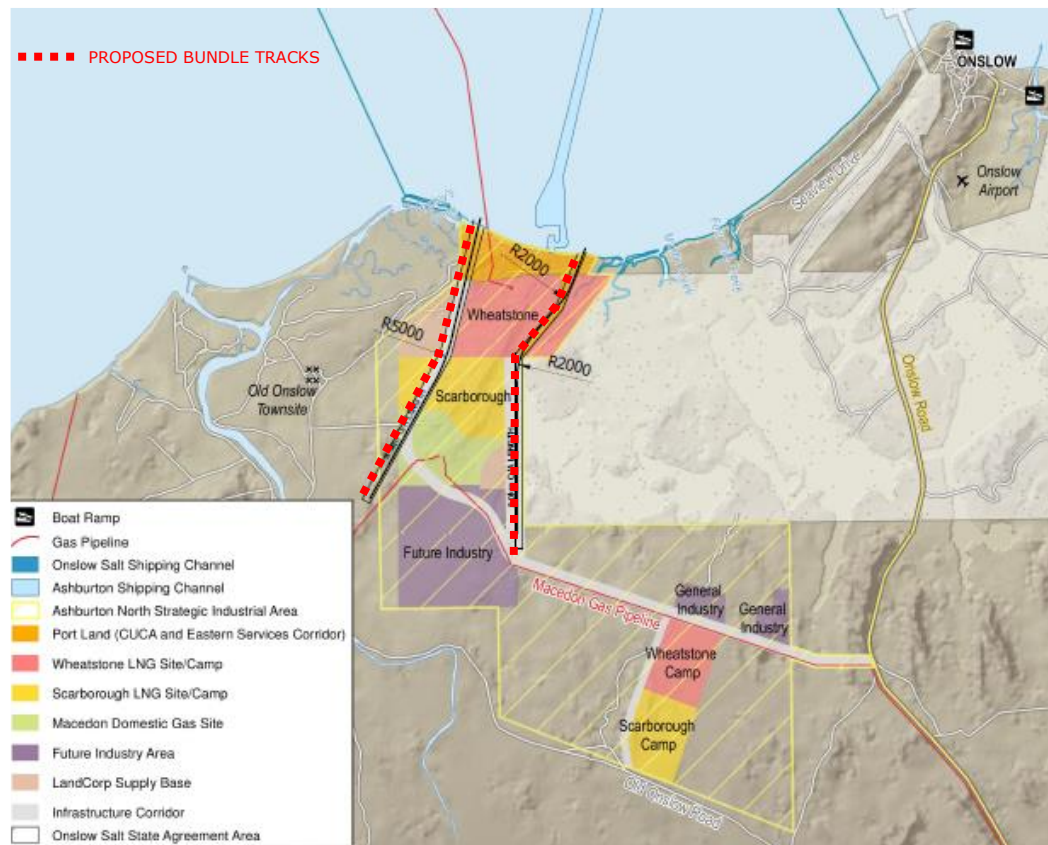 PROPOSED BUNDLE TRACKS
ONSLOW
Onslow
Airport
Seaview Drive
R2000
Wheatstone
R5000
R2000
Old Onslow
Townsite
Scarborough
Onslow Road
Future Industry
Macedon Gas Pipeline
General
Industry
General
Industry
Wheatstone
Camp
Scarborough
Camp
Old Onslow Road
Boat Ramp
Gas Pipeline
Onslow Salt Shipping Channel
Ashburton Shipping Channel
Ashburton North Strategic Industrial Area
Port Land (CUCA and Eastern Services Corridor)
Wheatstone LNG Site/Camp
Scarborough LNG Site/Camp
Macedon Domestic Gas Site
Future Industry Area
LandCorp Supply Base
Infrastructure Corridor
Onslow Salt State Agreement Area